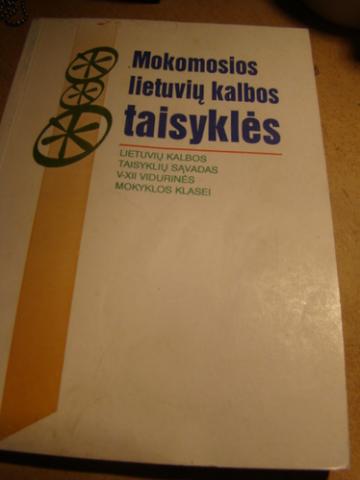 Mokomosios
lietuvių kalbos
taisyklės
LIETUVIŲ KALBOS
TAISYKLIŲ SĄVADAS
V-XII VIDURINĖS
MOKYKLOS KLASEI